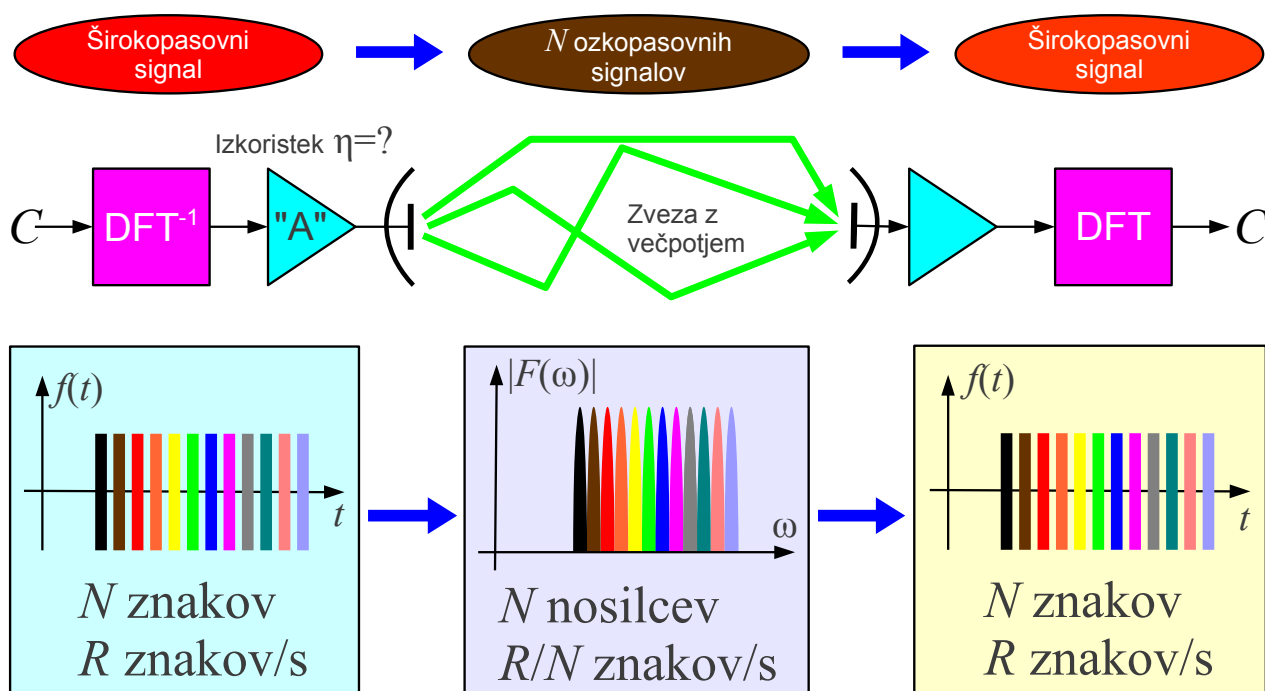 Širokopasovni
signal
N ozkopasovnih
signalov
Širokopasovni
signal
Izkoristek η=?
C
DFT⁻¹
"A"
Zveza z
večpotjem
DFT
C
f(t)
t
N znakov
R znakov/s
|F(ω)|
ω
N nosilcev
R/N znakov/s
f(t)
t
N znakov
R znakov/s